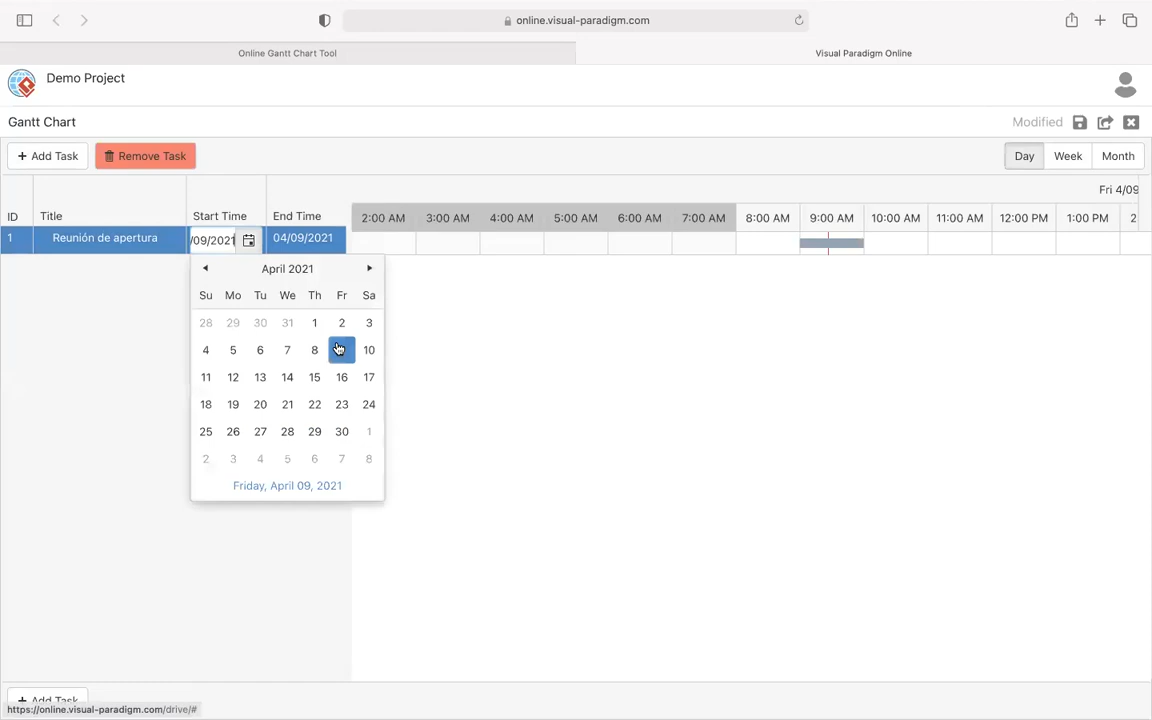 online.visual-paradigm.com
Online Gantt Chart Tool
Visual Paradigm Online
Demo Project
Gantt Chart
Modified
+ Add Task
Remove Task
Day
Week
Month
Fri 4/09
ID
Title
Start Time
End Time
2:00 AM
3:00 AM
4:00 AM
5:00 AM
6:00 AM
7:00 AM
8:00 AM
9:00 AM
10:00 AM
11:00 AM
12:00 PM
1:00 PM
2
1
Reunión de apertura
/09/2021
04/09/2021
April 2021
Su Mo Tu We Th Fr Sa
28 29 30 31 1 2 3
4 5 6 7 8 10
11 12 13 14 15 16 17
18 19 20 21 22 23 24
25 26 27 28 29 30 1
2 3 4 5 6 7 8
Friday, April 09, 2021
+ Add Task
https://online.visual-paradigm.com/drive/#